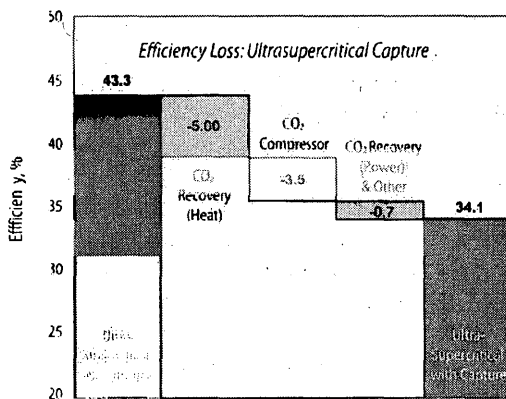 50
Efficiency Loss: Ultrasupercritical Capture
43.3
45
-5.00
CO₂
Compressor
CO₂ Recovery
(Power)
& Other
40
CO₂
Recovery
(Heat)
-3.5
35
-0.7
34.1
Effficien y, %
30
25
Ultra-
Supercritical
with Capture
20